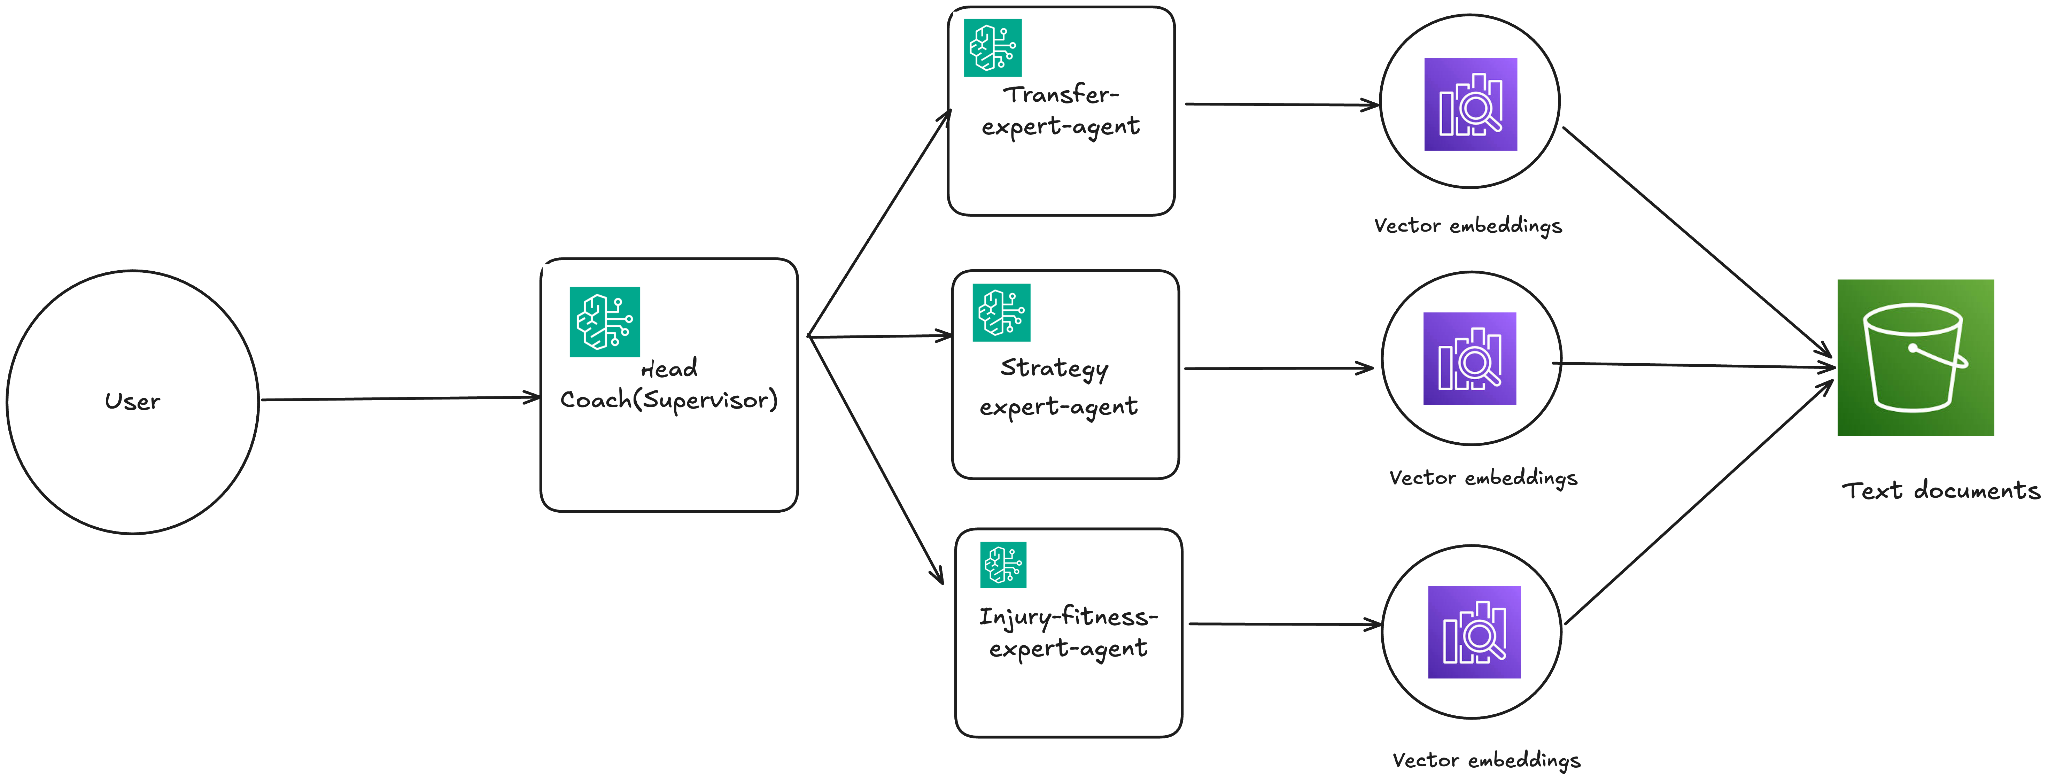 User
Head
Coach(Supervisor)
Transfer-
expert-agent
Strategy
expert-agent
Injury-fitness-
expert-agent
Vector embeddings
Vector embeddings
Vector embeddings
Text documents